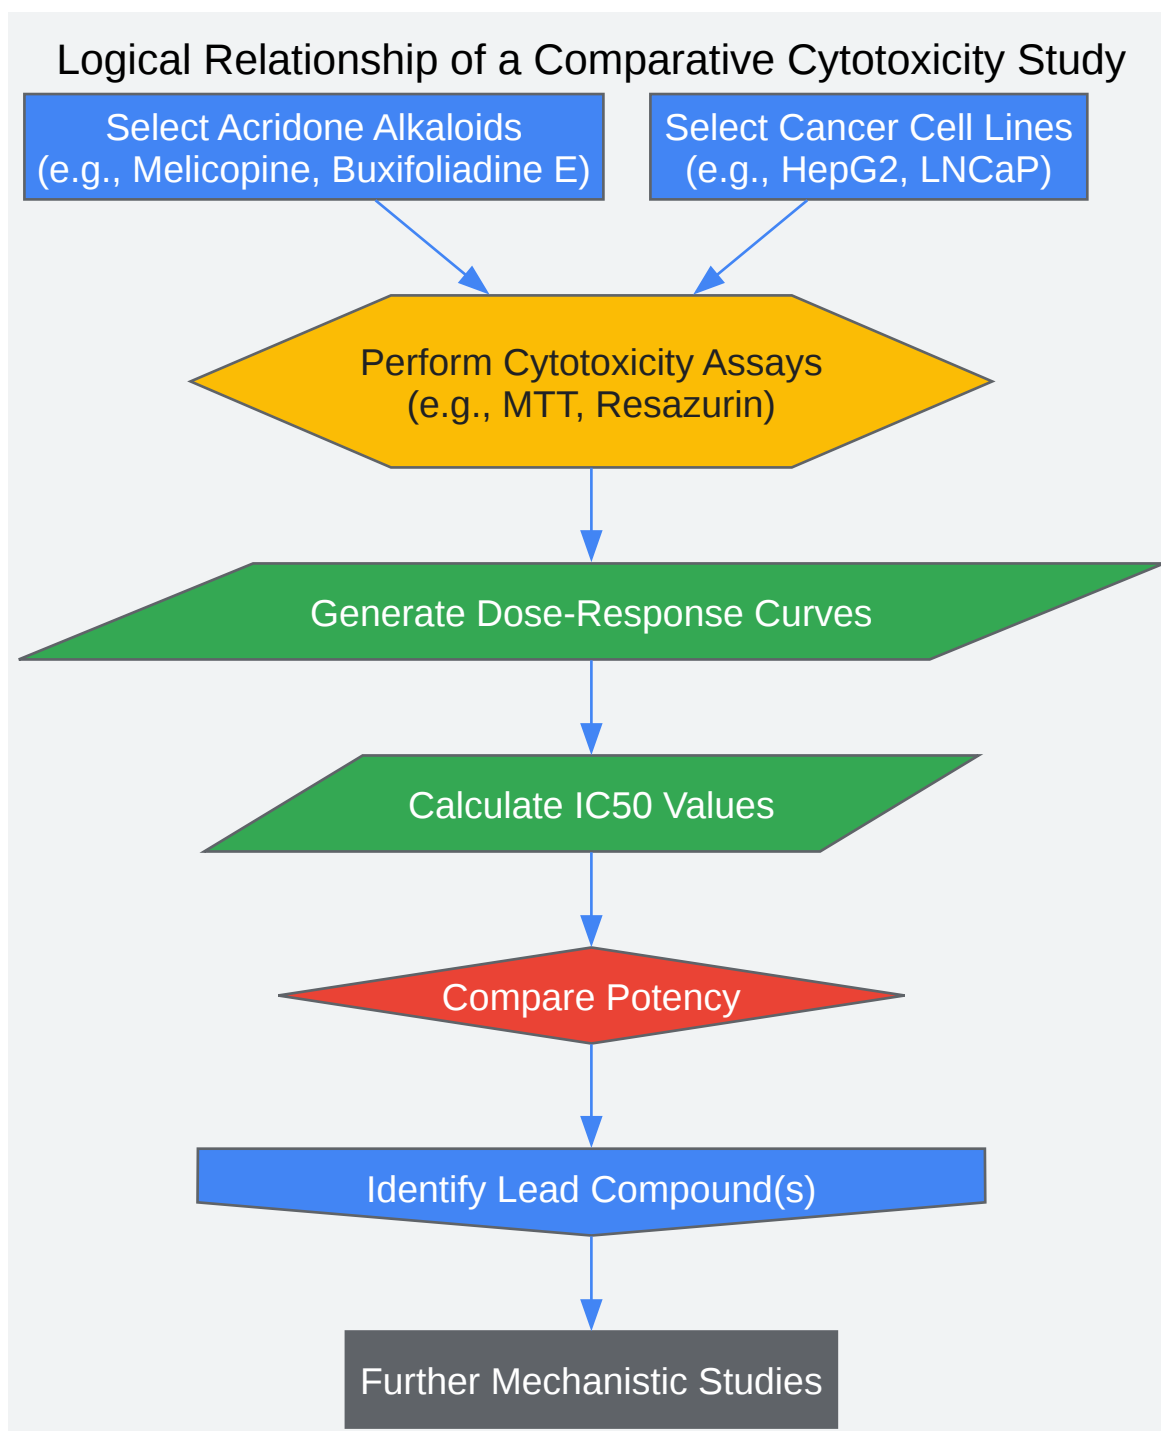 Logical Relationship of a Comparative Cytotoxicity Study
Select Acridone Alkaloids
(e.g., Melicopine, Buxifoliadine E)
Select Cancer Cell Lines
(e.g., HepG2, LNCaP)
Perform Cytotoxicity Assays
(e.g., MTT, Resazurin)
Generate Dose-Response Curves
Calculate IC50 Values
Compare Potency
Identify Lead Compound(s)
Further Mechanistic Studies